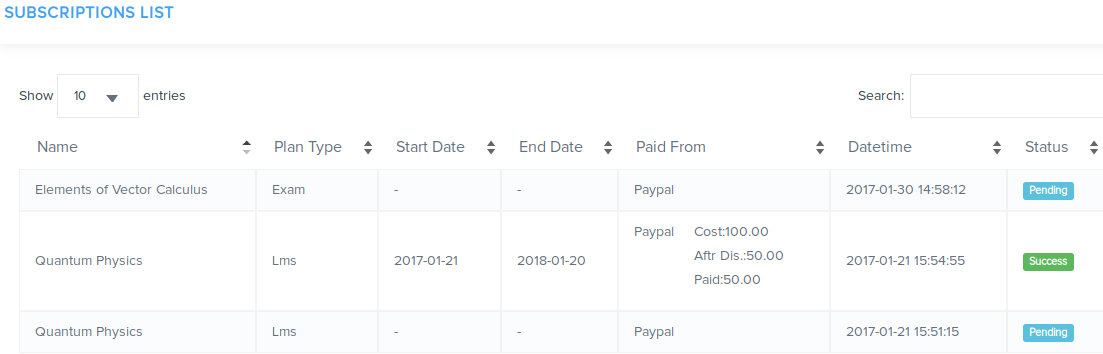 SUBSCRIPTIONS LIST
Show 10 entries Search:
Name Plan Type Start Date End Date Paid From Datetime Status
Elements of Vector Calculus Exam - - Paypal 2017-01-30 14:58:12 Pending
Paypal Cost:100.00
Aftr Dis.:50.00
Quantum Physics Lms 2017-01-21 2018-01-20 2017-01-21 15:54:55 Success
Paid:50.00
Quantum Physics Lms - - Paypal 2017-01-21 15:51:15 Pending